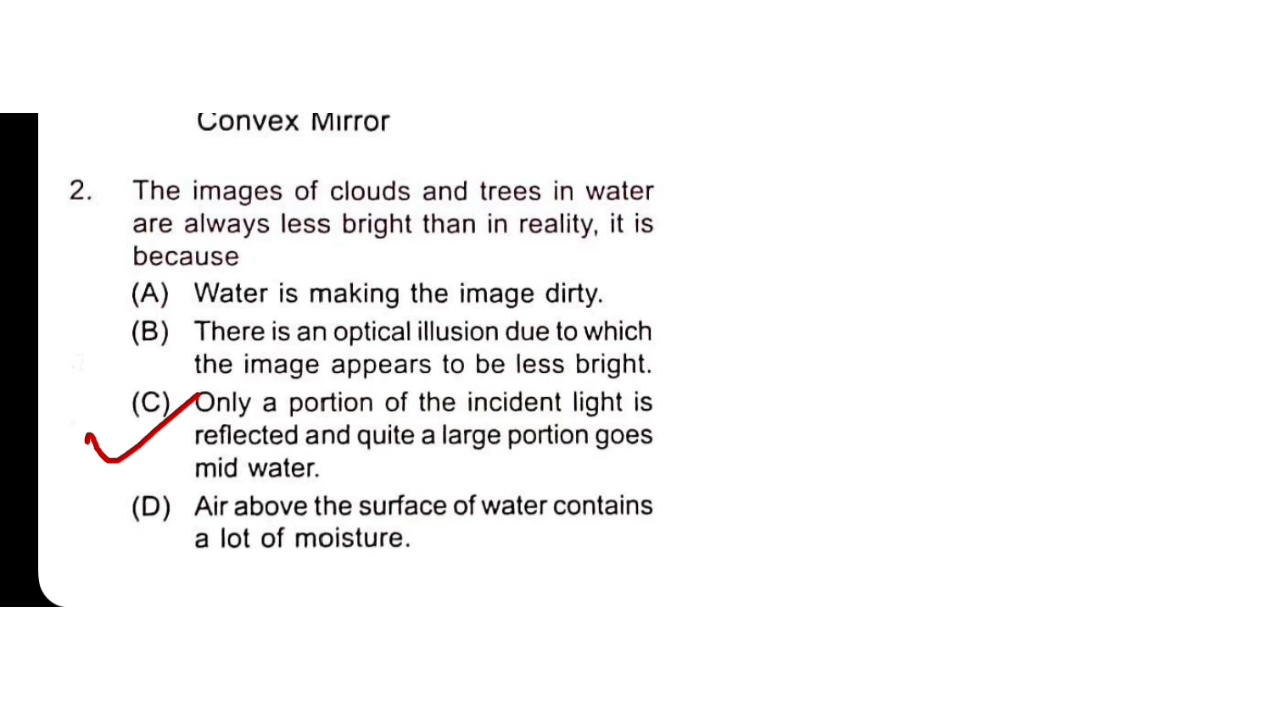 Convex Mirror
2. The images of clouds and trees in water
are always less bright than in reality, it is
because
(A) Water is making the image dirty.
(B) There is an optical illusion due to which
the image appears to be less bright.
(C) Only a portion of the incident light is
reflected and quite a large portion goes
mid water.
(D) Air above the surface of water contains
a lot of moisture.